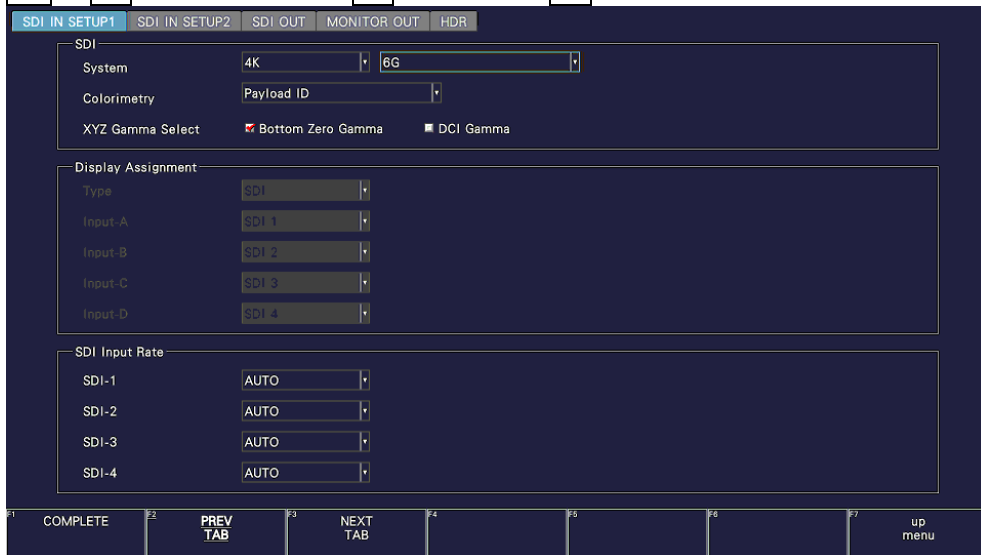 SDI IN SETUP1 SDI IN SETUP2 SDI OUT MONITOR OUT HDR
SDI
System 4K 6G
Colorimetry Payload ID
XYZ Gamma Select Bottom Zero Gamma DCI Gamma
Display Assignment
Type SDI
Input-A SDI 1
Input-B SDI 2
Input-C SDI 3
Input-D SDI 4
SDI Input Rate
SDI-1 AUTO
SDI-2 AUTO
SDI-3 AUTO
SDI-4 AUTO
F1 COMPLETE F2 PREV TAB F3 NEXT TAB F4 F5 F6 F7 up menu